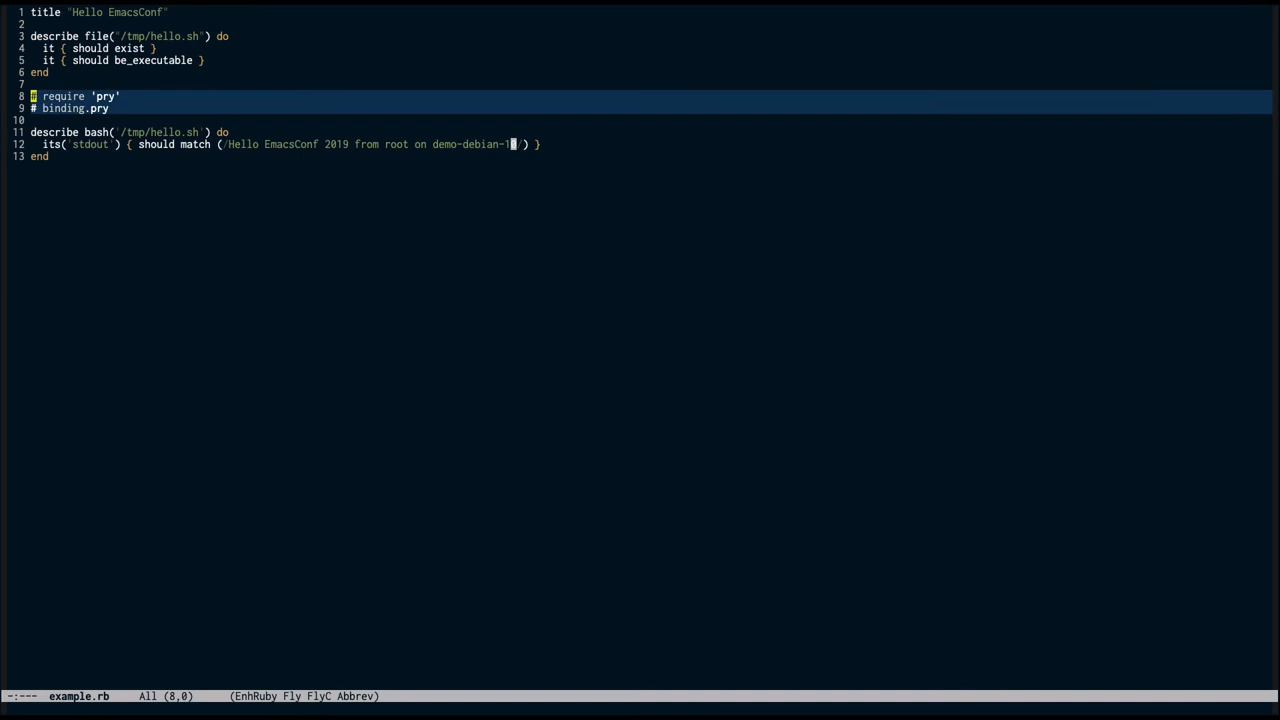 1 title "Hello EmacsConf"
2
3 describe file("/tmp/hello.sh") do
4   it { should exist }
5   it { should be_executable }
6 end
7
8 # require 'pry'
9 # binding.pry
10
11 describe bash('/tmp/hello.sh') do
12   its('stdout') { should match (/Hello EmacsConf 2019 from root on demo-debian-10/) }
13 end
-:---  example.rb     All (8,0)      (EnhRuby Fly FlyC Abbrev)